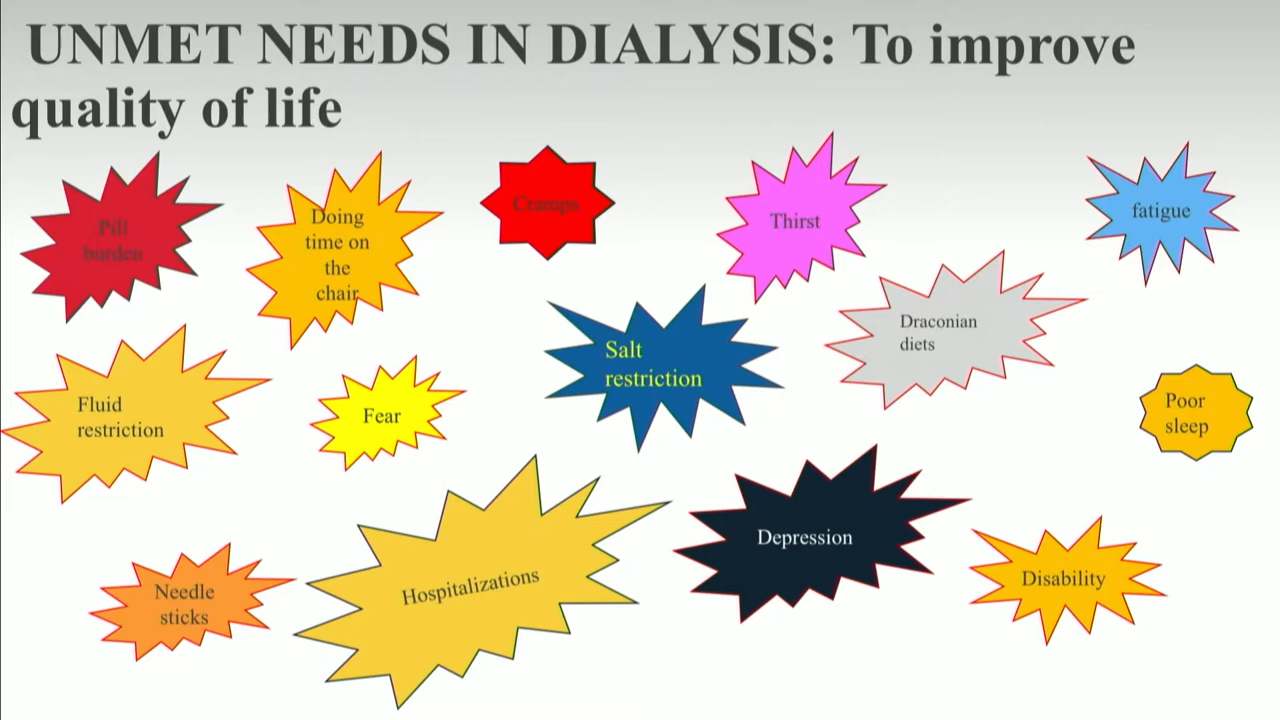 UNMET NEEDS IN DIALYSIS: To improve
quality of life
Pill
burden
Doing
time on
the
chair
Cramps
Thirst
fatigue
Salt
restriction
Draconian
diets
Fluid
restriction
Fear
Poor
sleep
Needle
sticks
Hospitalizations
Depression
Disability